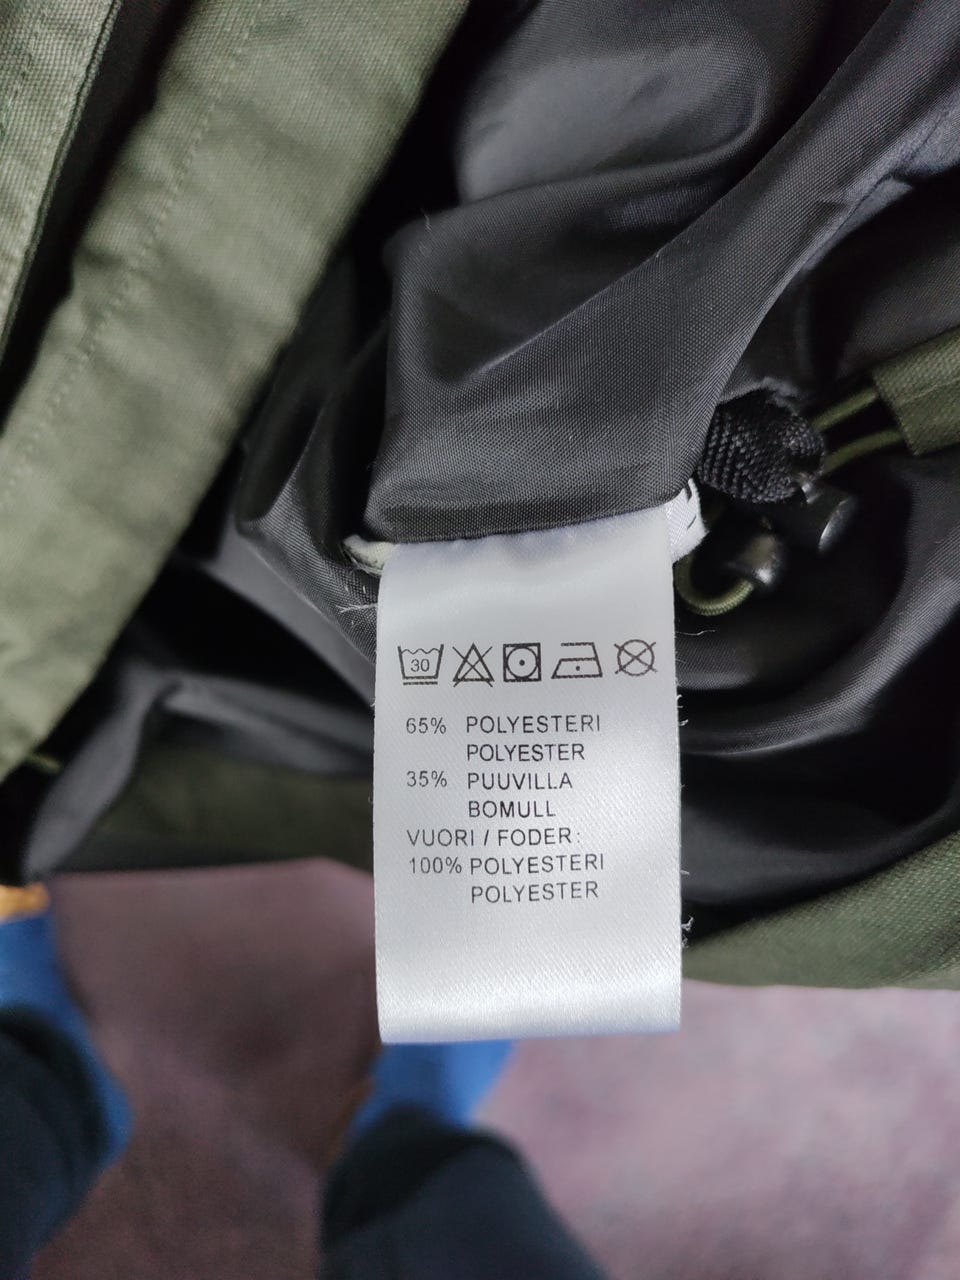 30
65% POLYESTERI
POLYESTER
35% PUUVILLA
BOMULL
VUORI / FODER:
100% POLYESTERI
POLYESTER